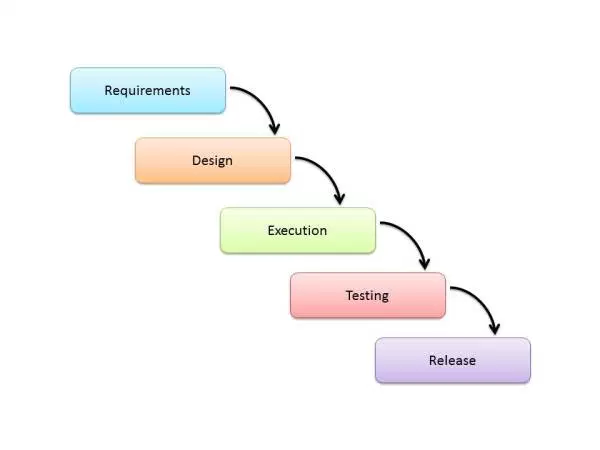 Requirements
Design
Execution
Testing
Release